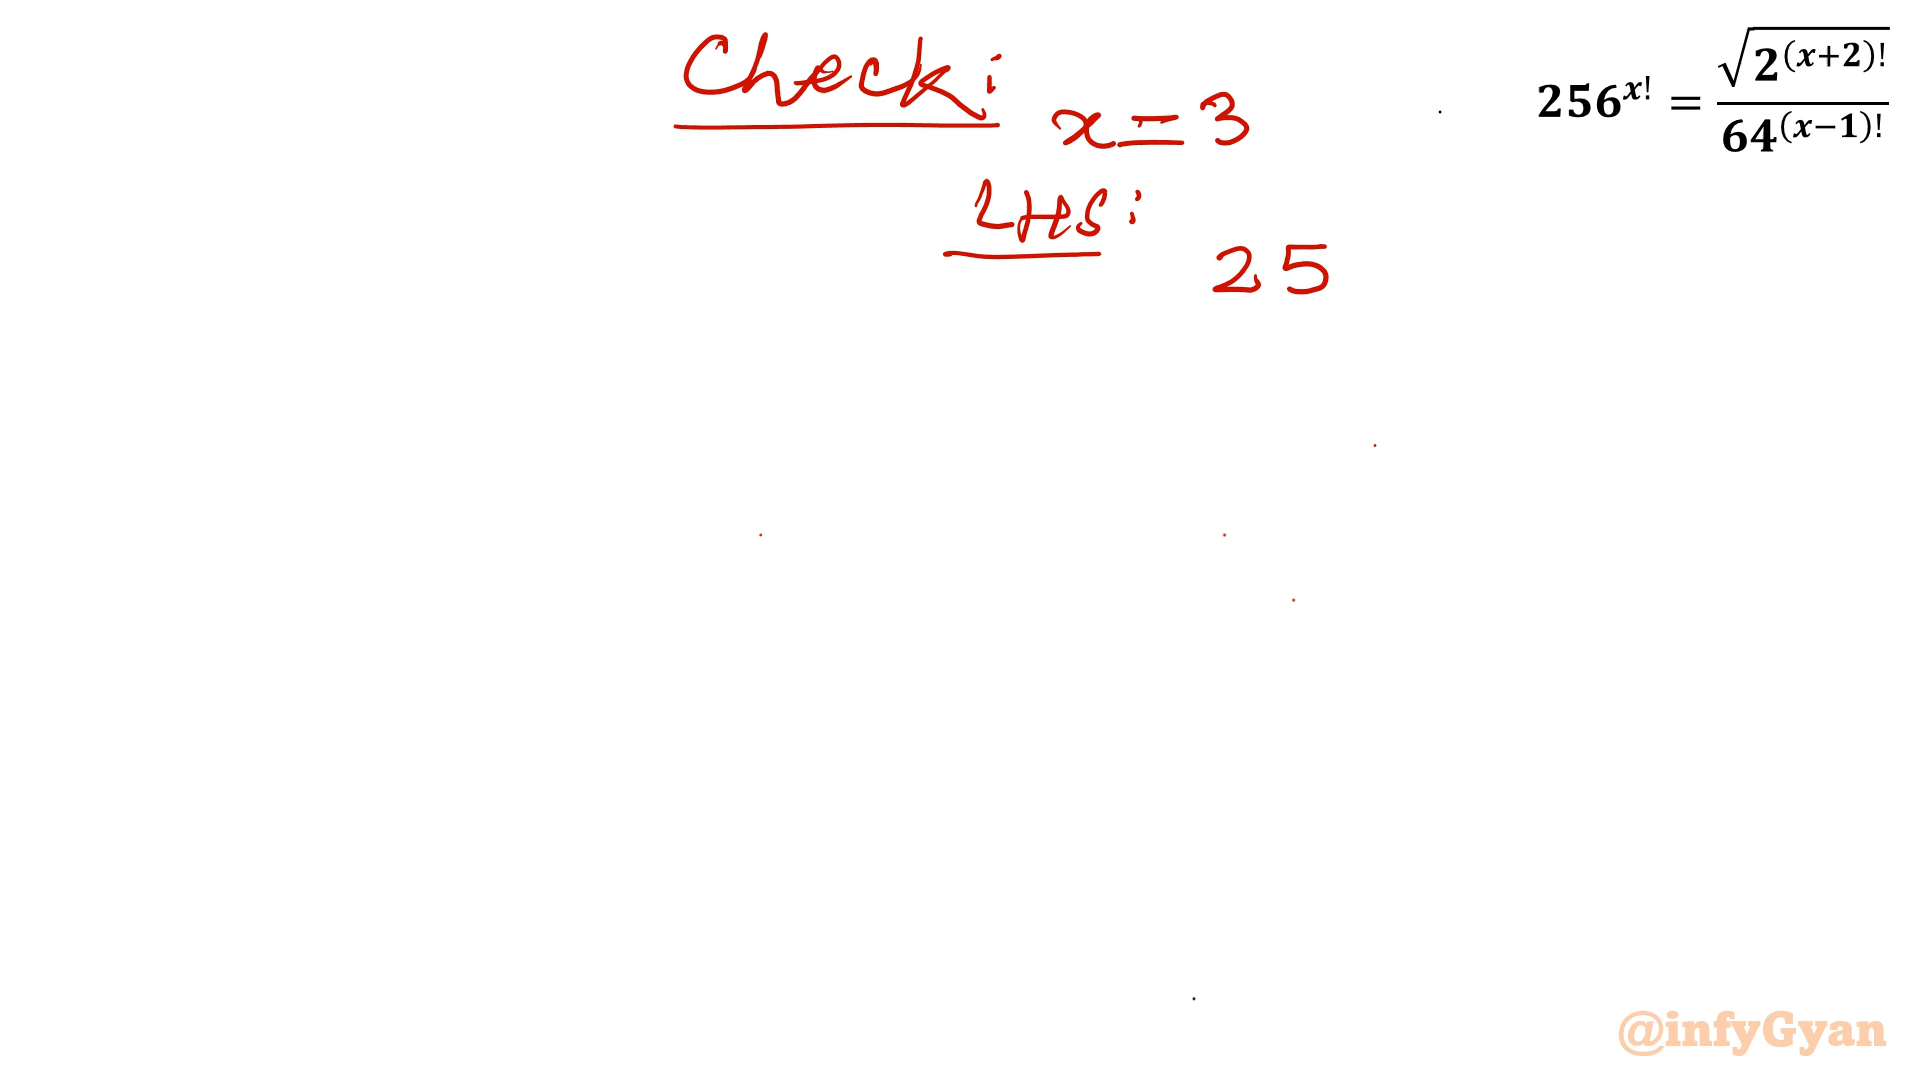 Check:
x = 3
LHS:
25
256^{x!} = \frac{\sqrt{2^{(x+2)!}}}{64^{(x-1)!}}
@infyGyan